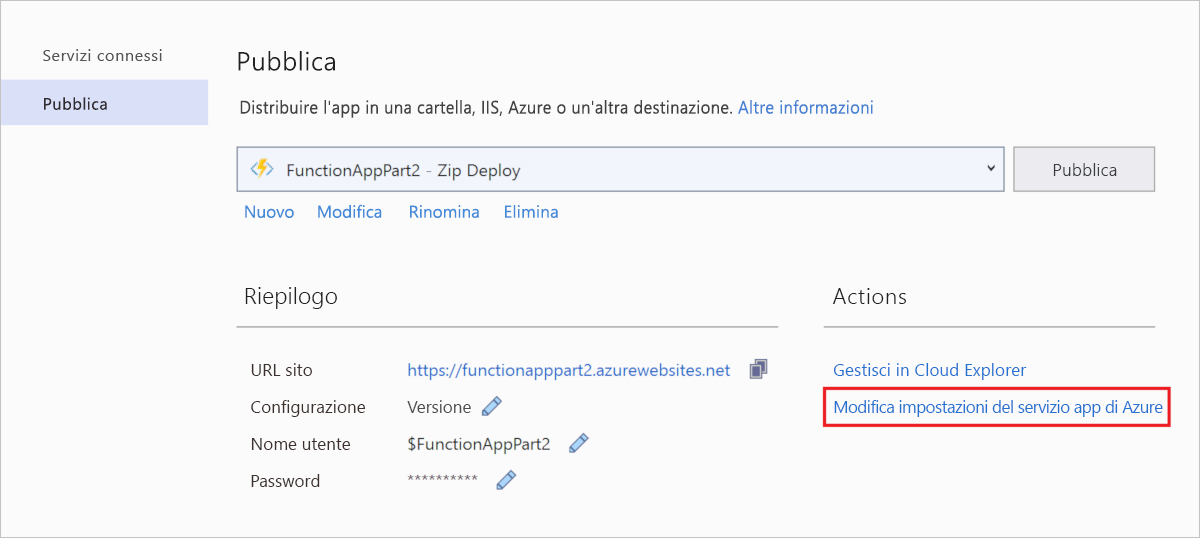 Servizi connessi
Pubblica
Pubblica
Distribuire l'app in una cartella, IIS, Azure o un'altra destinazione. Altre informazioni
FunctionAppPart2 - Zip Deploy
Pubblica
Nuovo Modifica Rinomina Elimina
Riepilogo
Actions
URL sito https://functionapppart2.azurewebsites.net
Gestisci in Cloud Explorer
Configurazione Versione
Modifica impostazioni del servizio app di Azure
Nome utente $FunctionAppPart2
Password **********